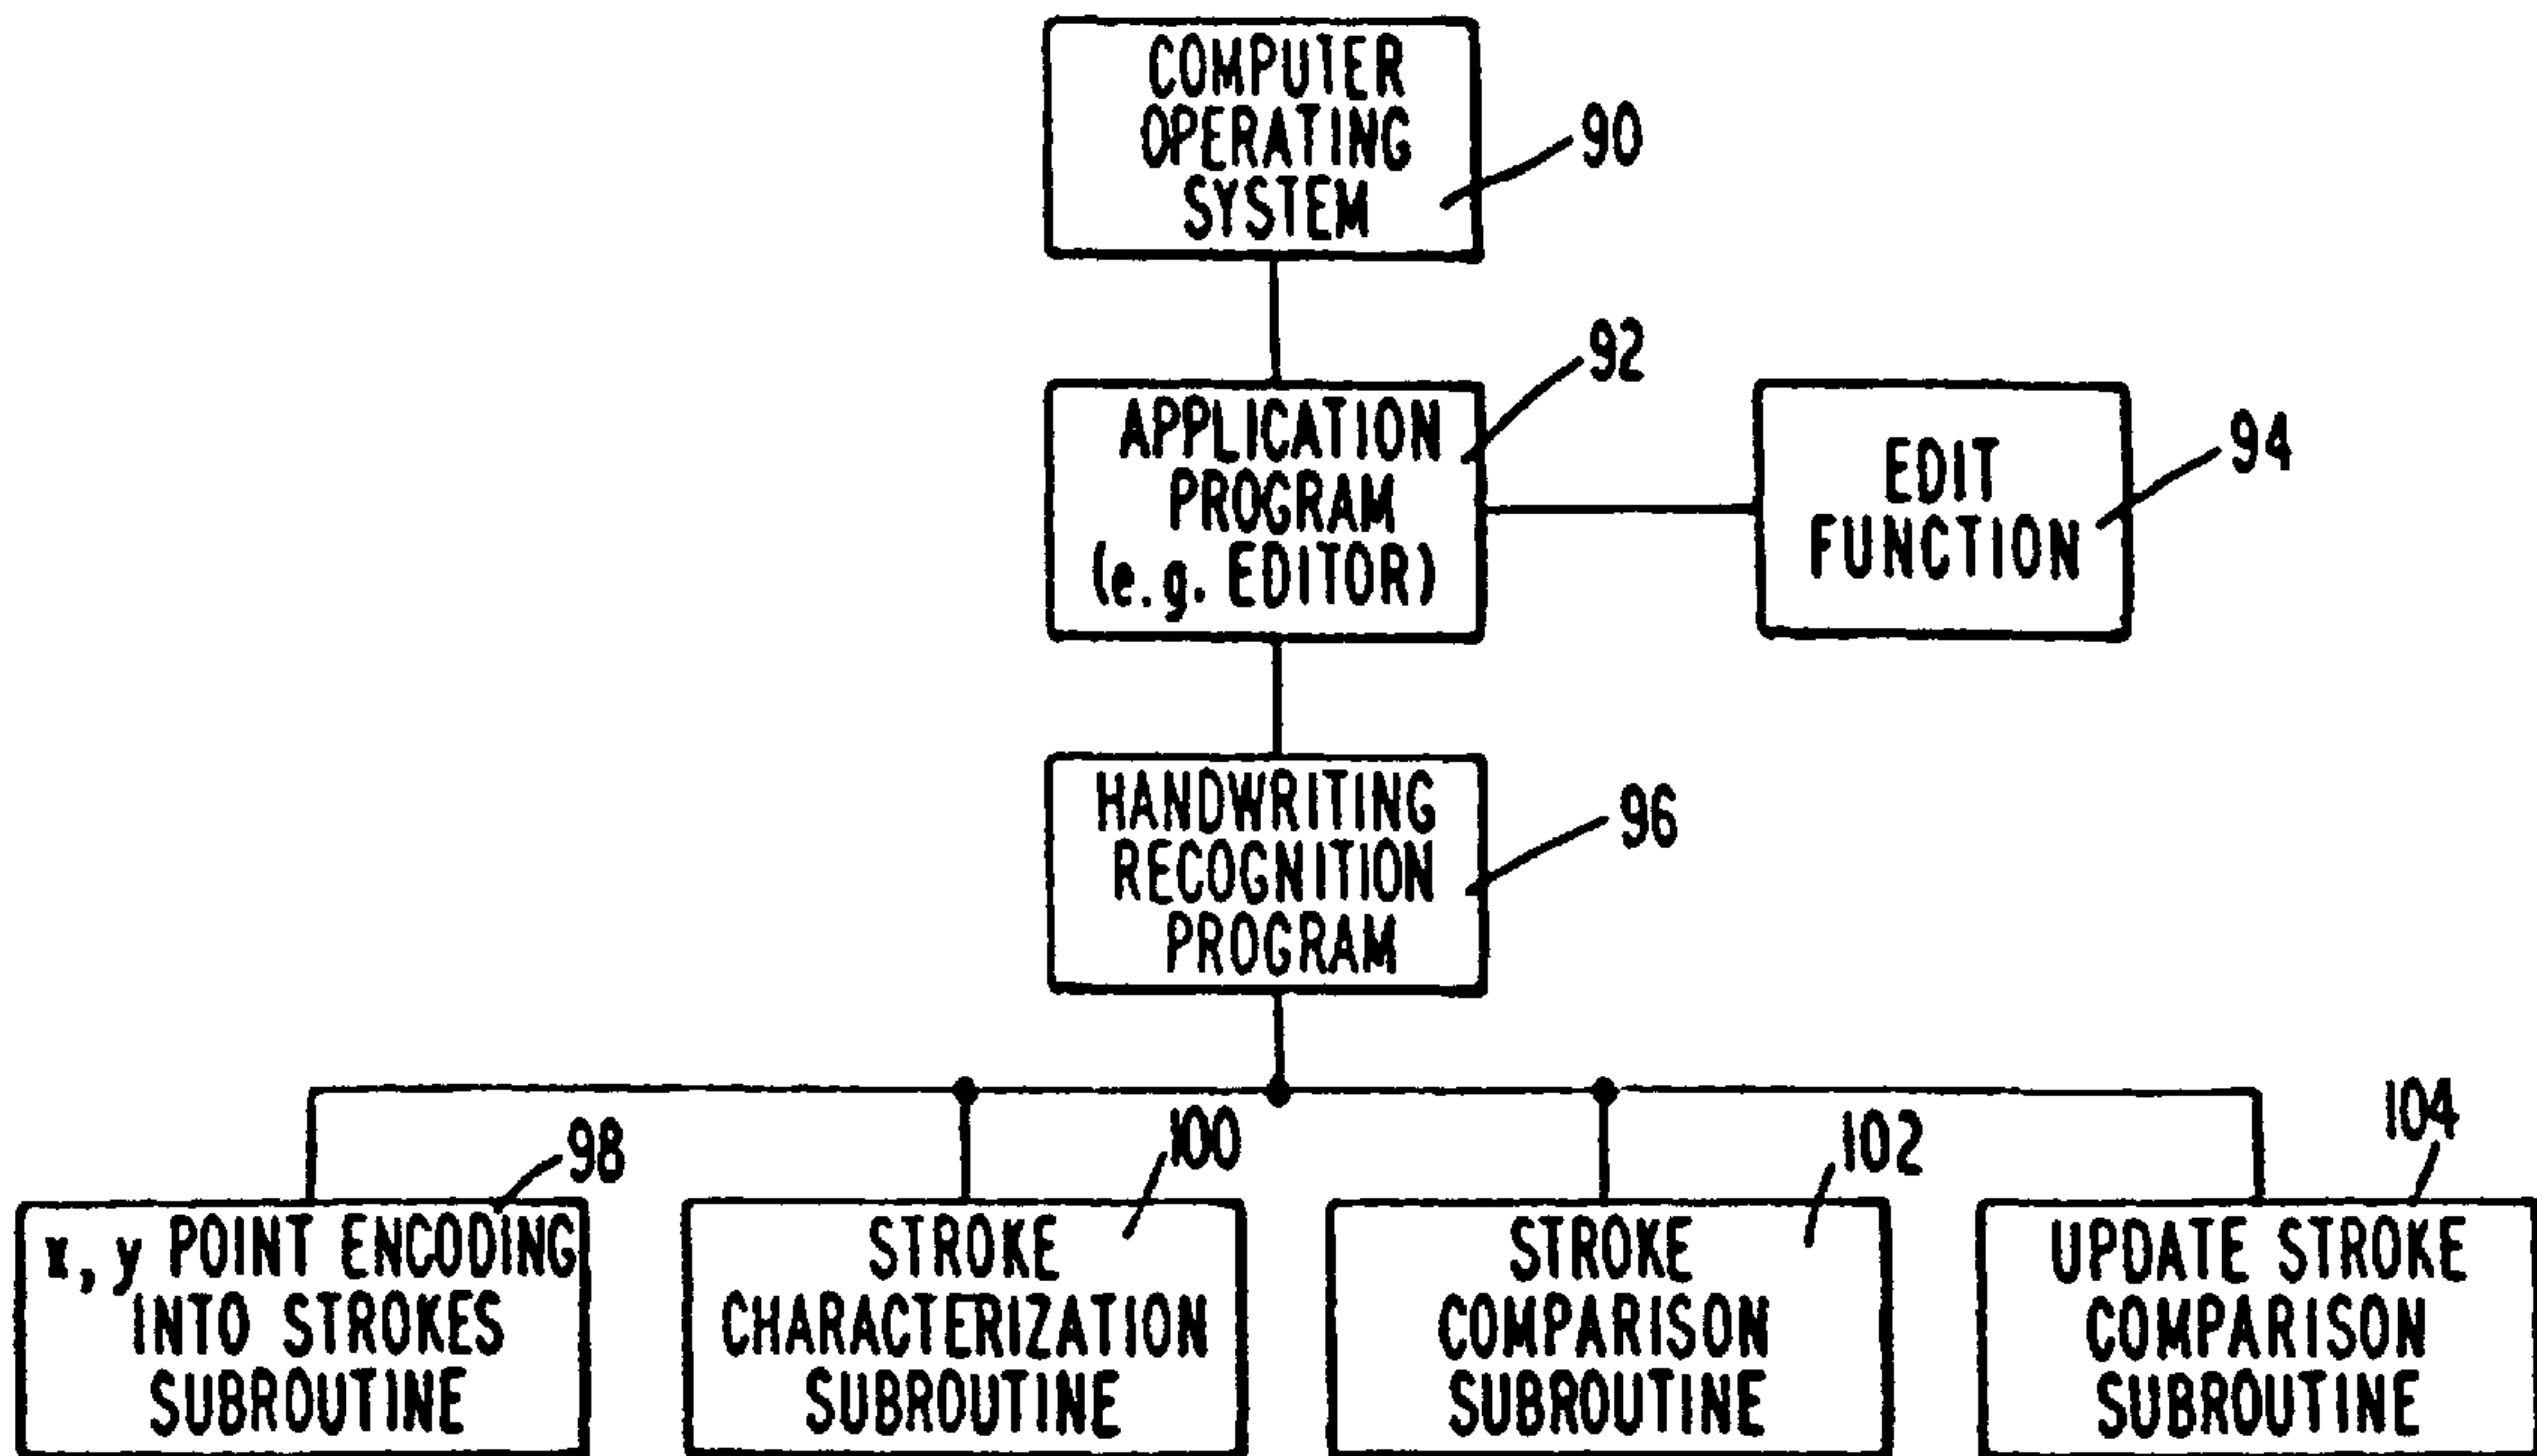 COMPUTER
OPERATING
SYSTEM
90
APPLICATION
PROGRAM
(e.g. EDITOR)
92
EDIT
FUNCTION
94
HANDWRITING
RECOGNITION
PROGRAM
96
x, y POINT ENCODING
INTO STROKES
SUBROUTINE
98
STROKE
CHARACTERIZATION
SUBROUTINE
100
STROKE
COMPARISON
SUBROUTINE
102
UPDATE STROKE
COMPARISON
SUBROUTINE
104